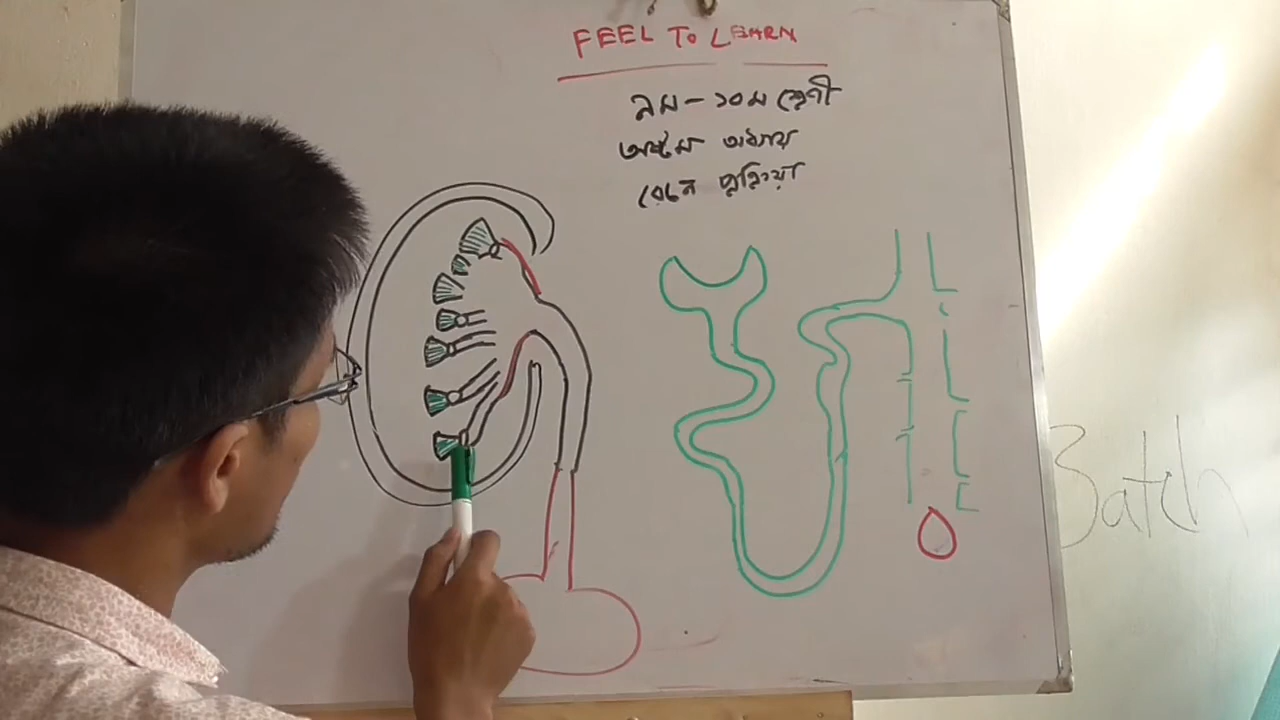 FEEL TO LEARN
৯ম - ১০ম শ্রেণী
অষ্টম অধ্যায়
রেচন প্রক্রিয়া
Batch